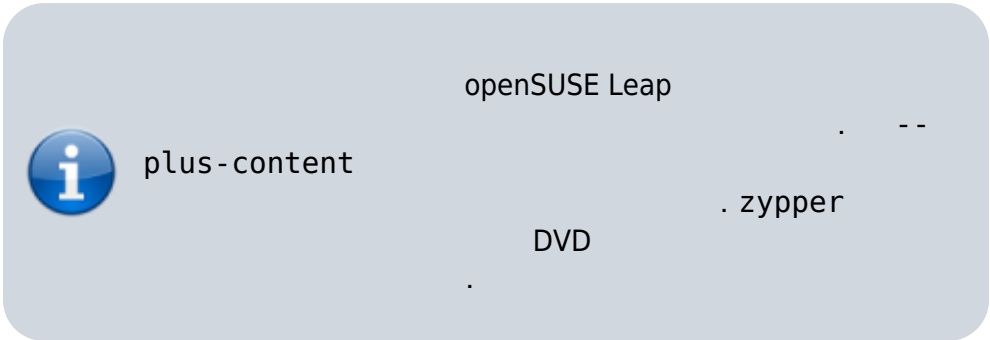 openSUSE Leap
. --
plus-content
. zypper
DVD
.